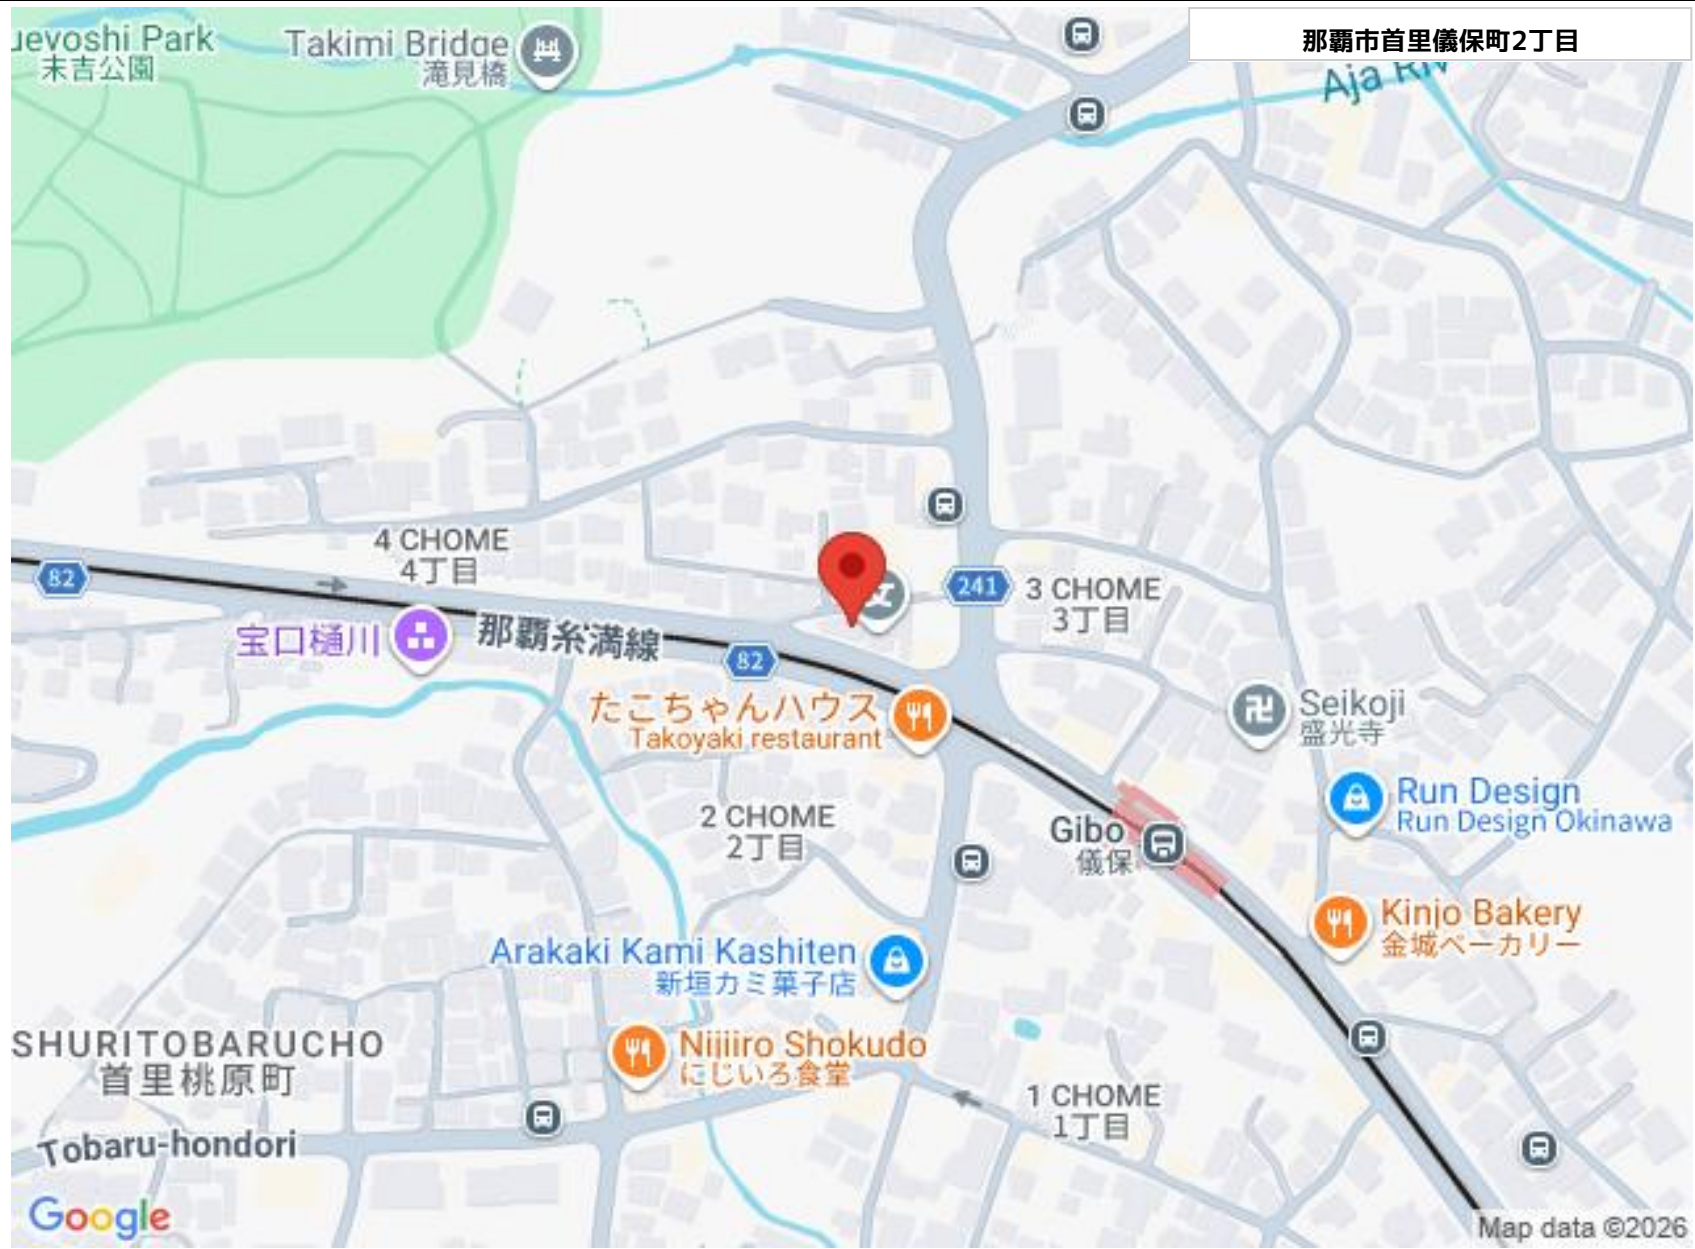 那覇市首里儀保町2丁目
uevoshi Park
末吉公園
Takimi Bridge
滝見橋
Aja Riv
4 CHOME
4丁目
82
241
3 CHOME
3丁目
宝口樋川
那覇糸満線
82
たこちゃんハウス
Takoyaki restaurant
Seikoji
盛光寺
Run Design
Run Design Okinawa
2 CHOME
2丁目
Gibo
儀保
Kinjo Bakery
金城ベーカリー
Arakaki Kami Kashiten
新垣カミ菓子店
SHURITOBARUCHO
首里桃原町
Nijiiro Shokudo
にじいろ食堂
1 CHOME
1丁目
Tobaru-hondori
Google
Map data ©2026